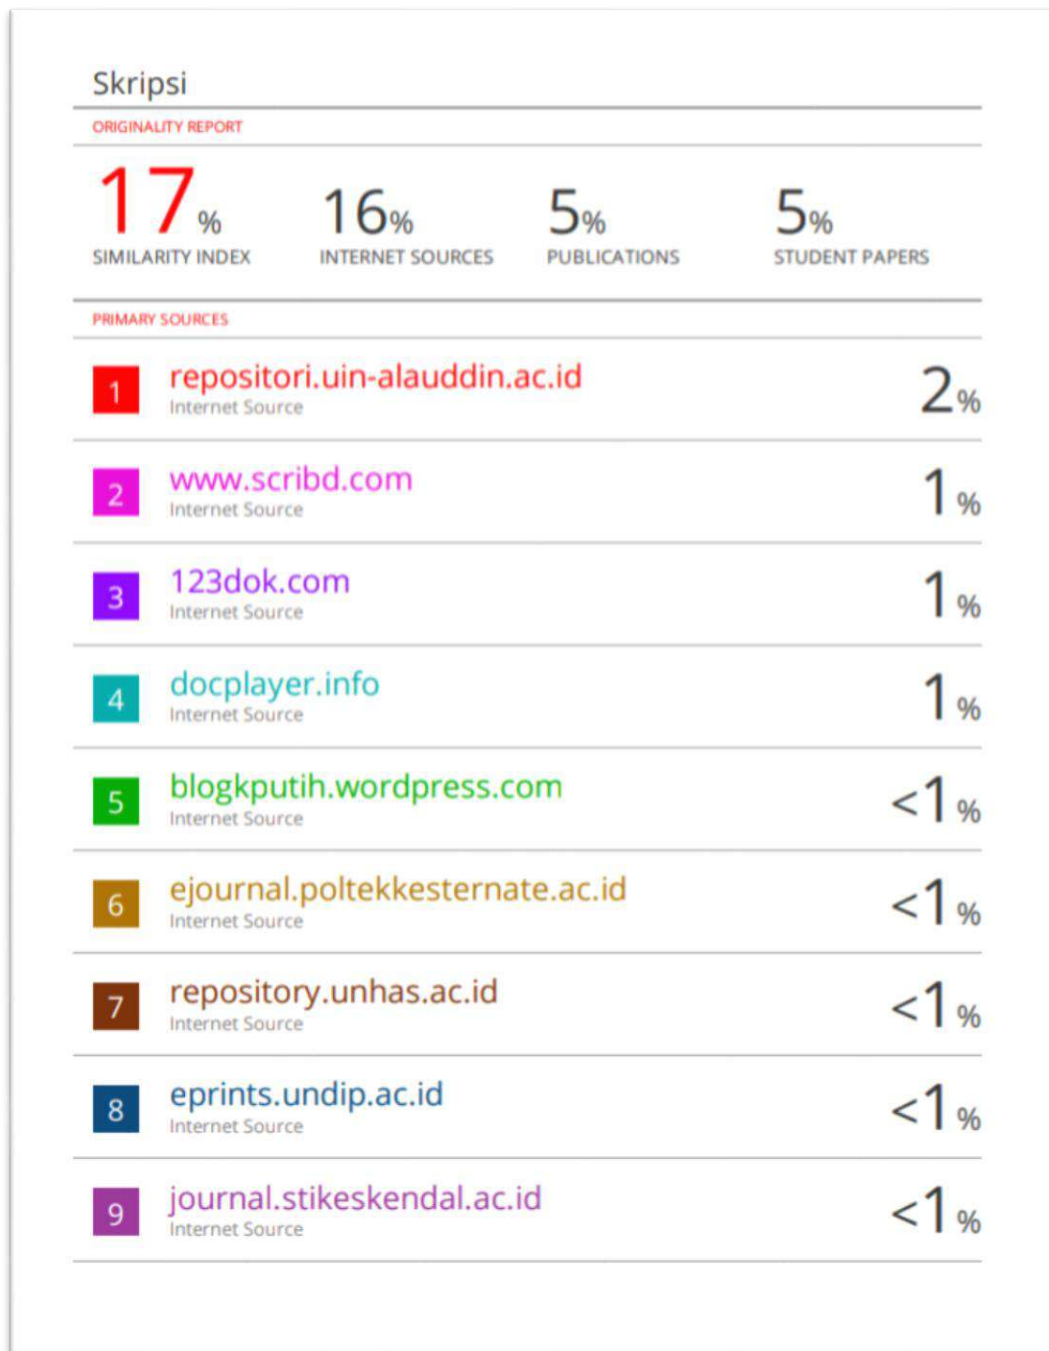 Skripsi
ORIGINALITY REPORT
17% 16% 5% 5%
SIMILARITY INDEX INTERNET SOURCES PUBLICATIONS STUDENT PAPERS
PRIMARY SOURCES
1 repositori.uin-alauddin.ac.id 2%
Internet Source
2 www.scribd.com 1%
Internet Source
3 123dok.com 1%
Internet Source
4 docplayer.info 1%
Internet Source
5 blogkputih.wordpress.com <1%
Internet Source
6 ejournal.poltekkesternate.ac.id <1%
Internet Source
7 repository.unhas.ac.id <1%
Internet Source
8 eprints.undip.ac.id <1%
Internet Source
9 journal.stikeskendal.ac.id <1%
Internet Source